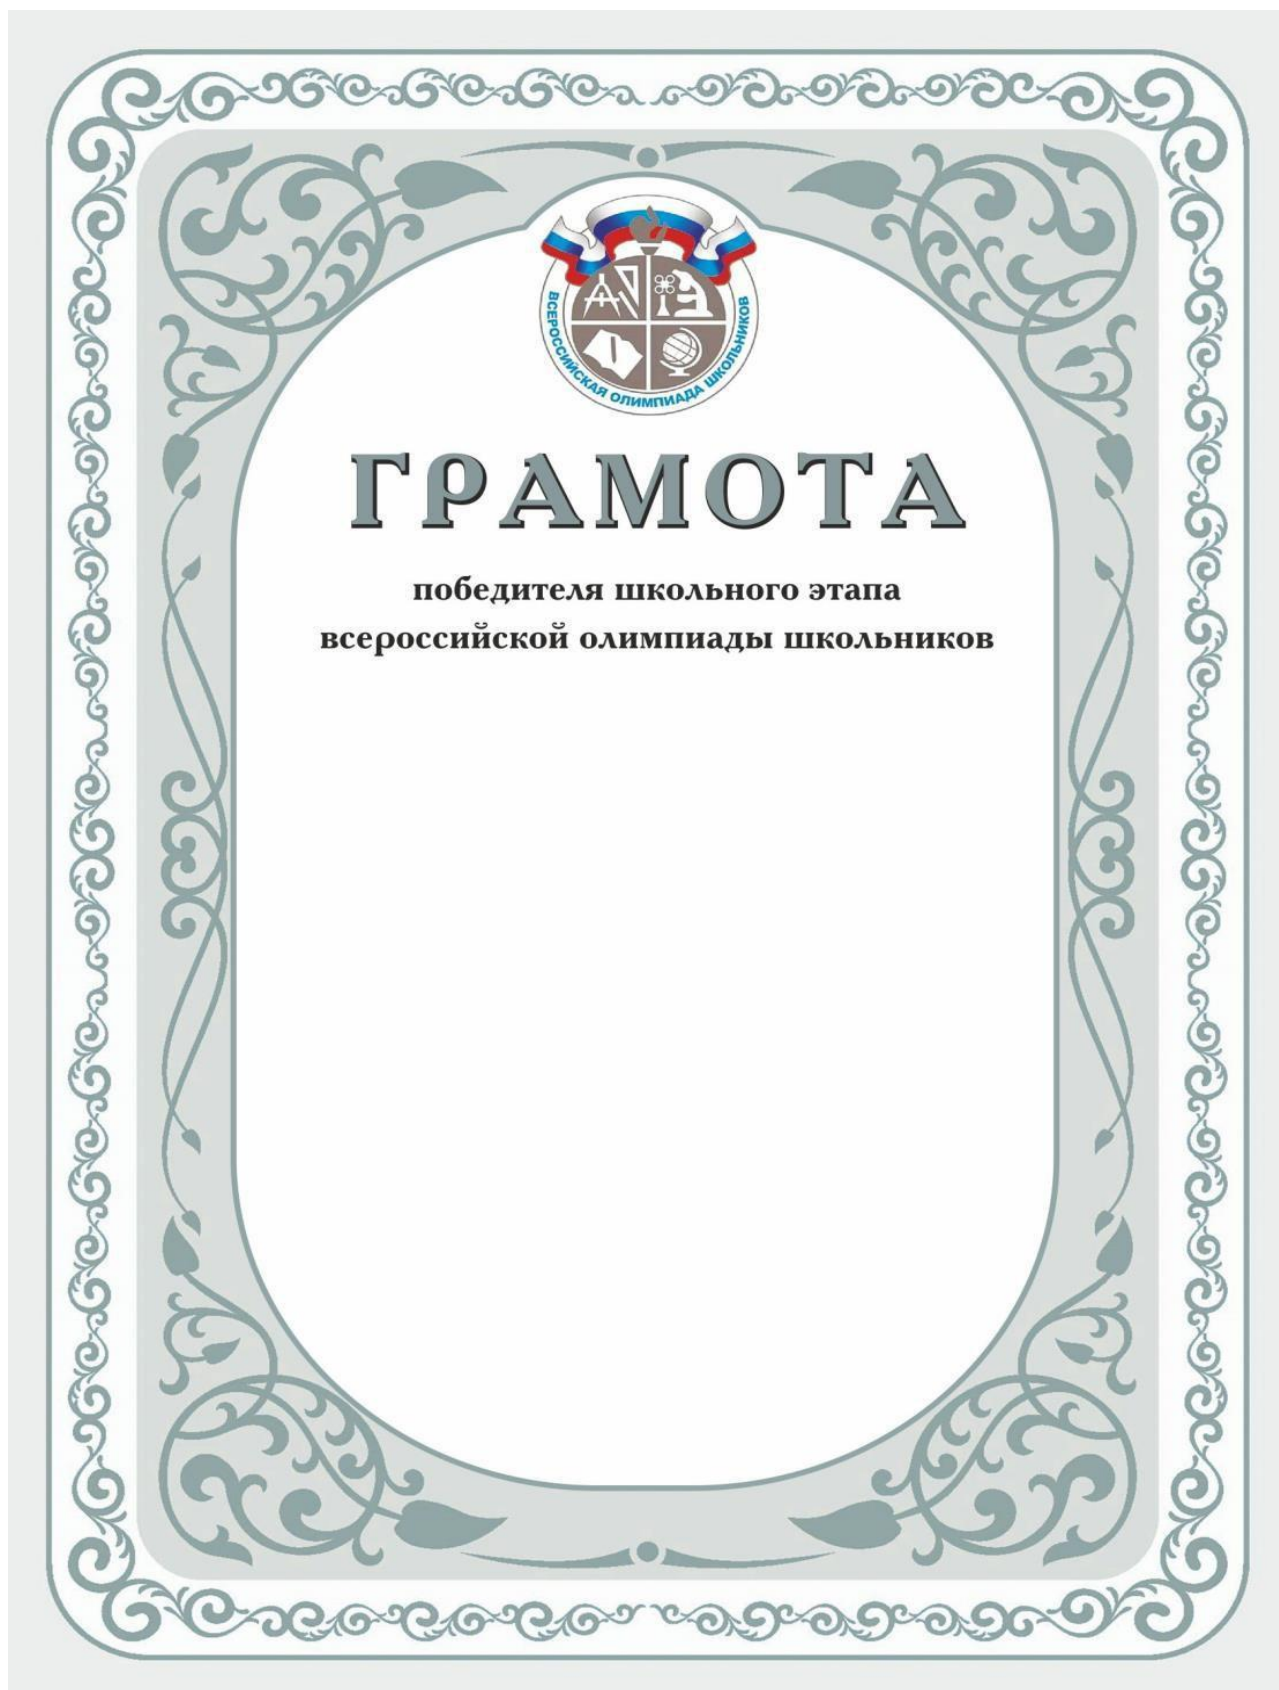 ВСЕРОССИЙСКАЯ ОЛИМПИАДА ШКОЛЬНИКОВ
ГРАМОТА
победителя школьного этапа
всероссийской олимпиады школьников